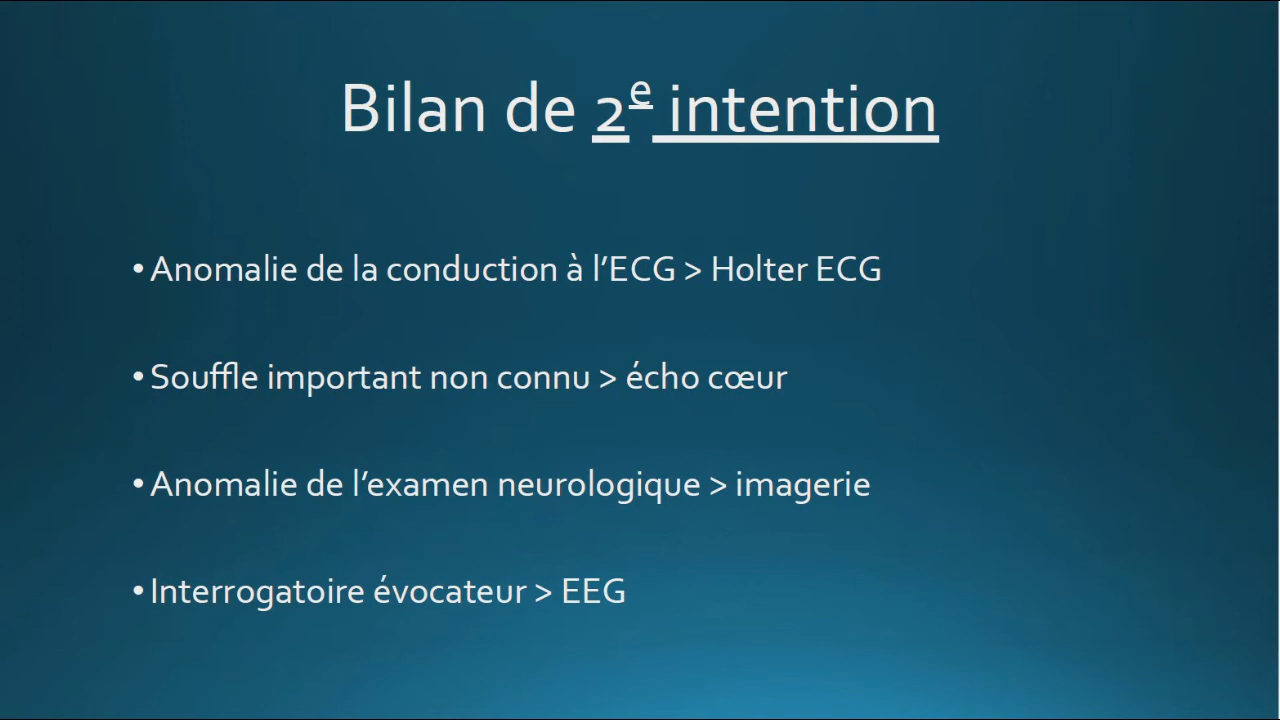 Bilan de 2e intention
• Anomalie de la conduction à l’ECG > Holter ECG
• Souffle important non connu > écho cœur
• Anomalie de l’examen neurologique > imagerie
• Interrogatoire évocateur > EEG